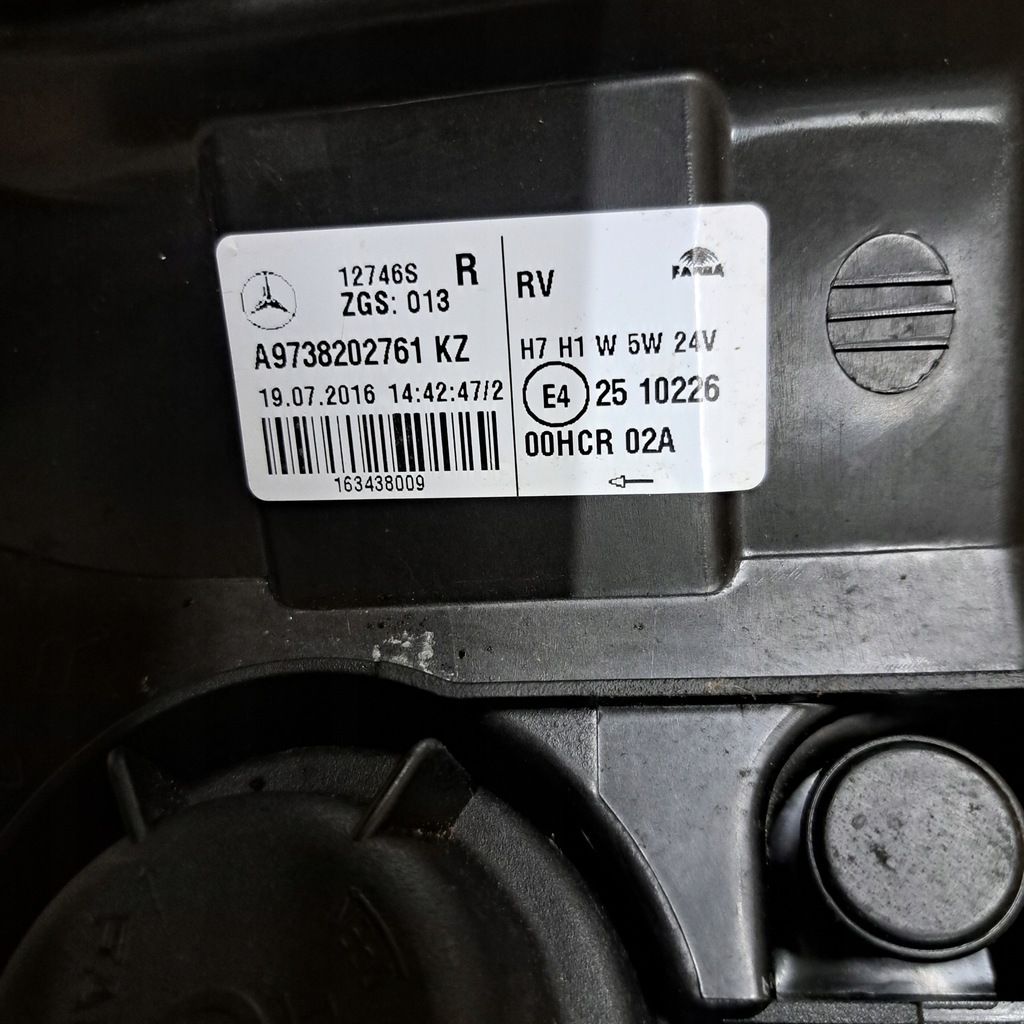 12746S R
ZGS: 013
A9738202761 KZ
19.07.2016 14:42:47/2
163438009
RV
FARBA
H7 H1 W 5W 24V
E4 25 10226
00HCR 02A